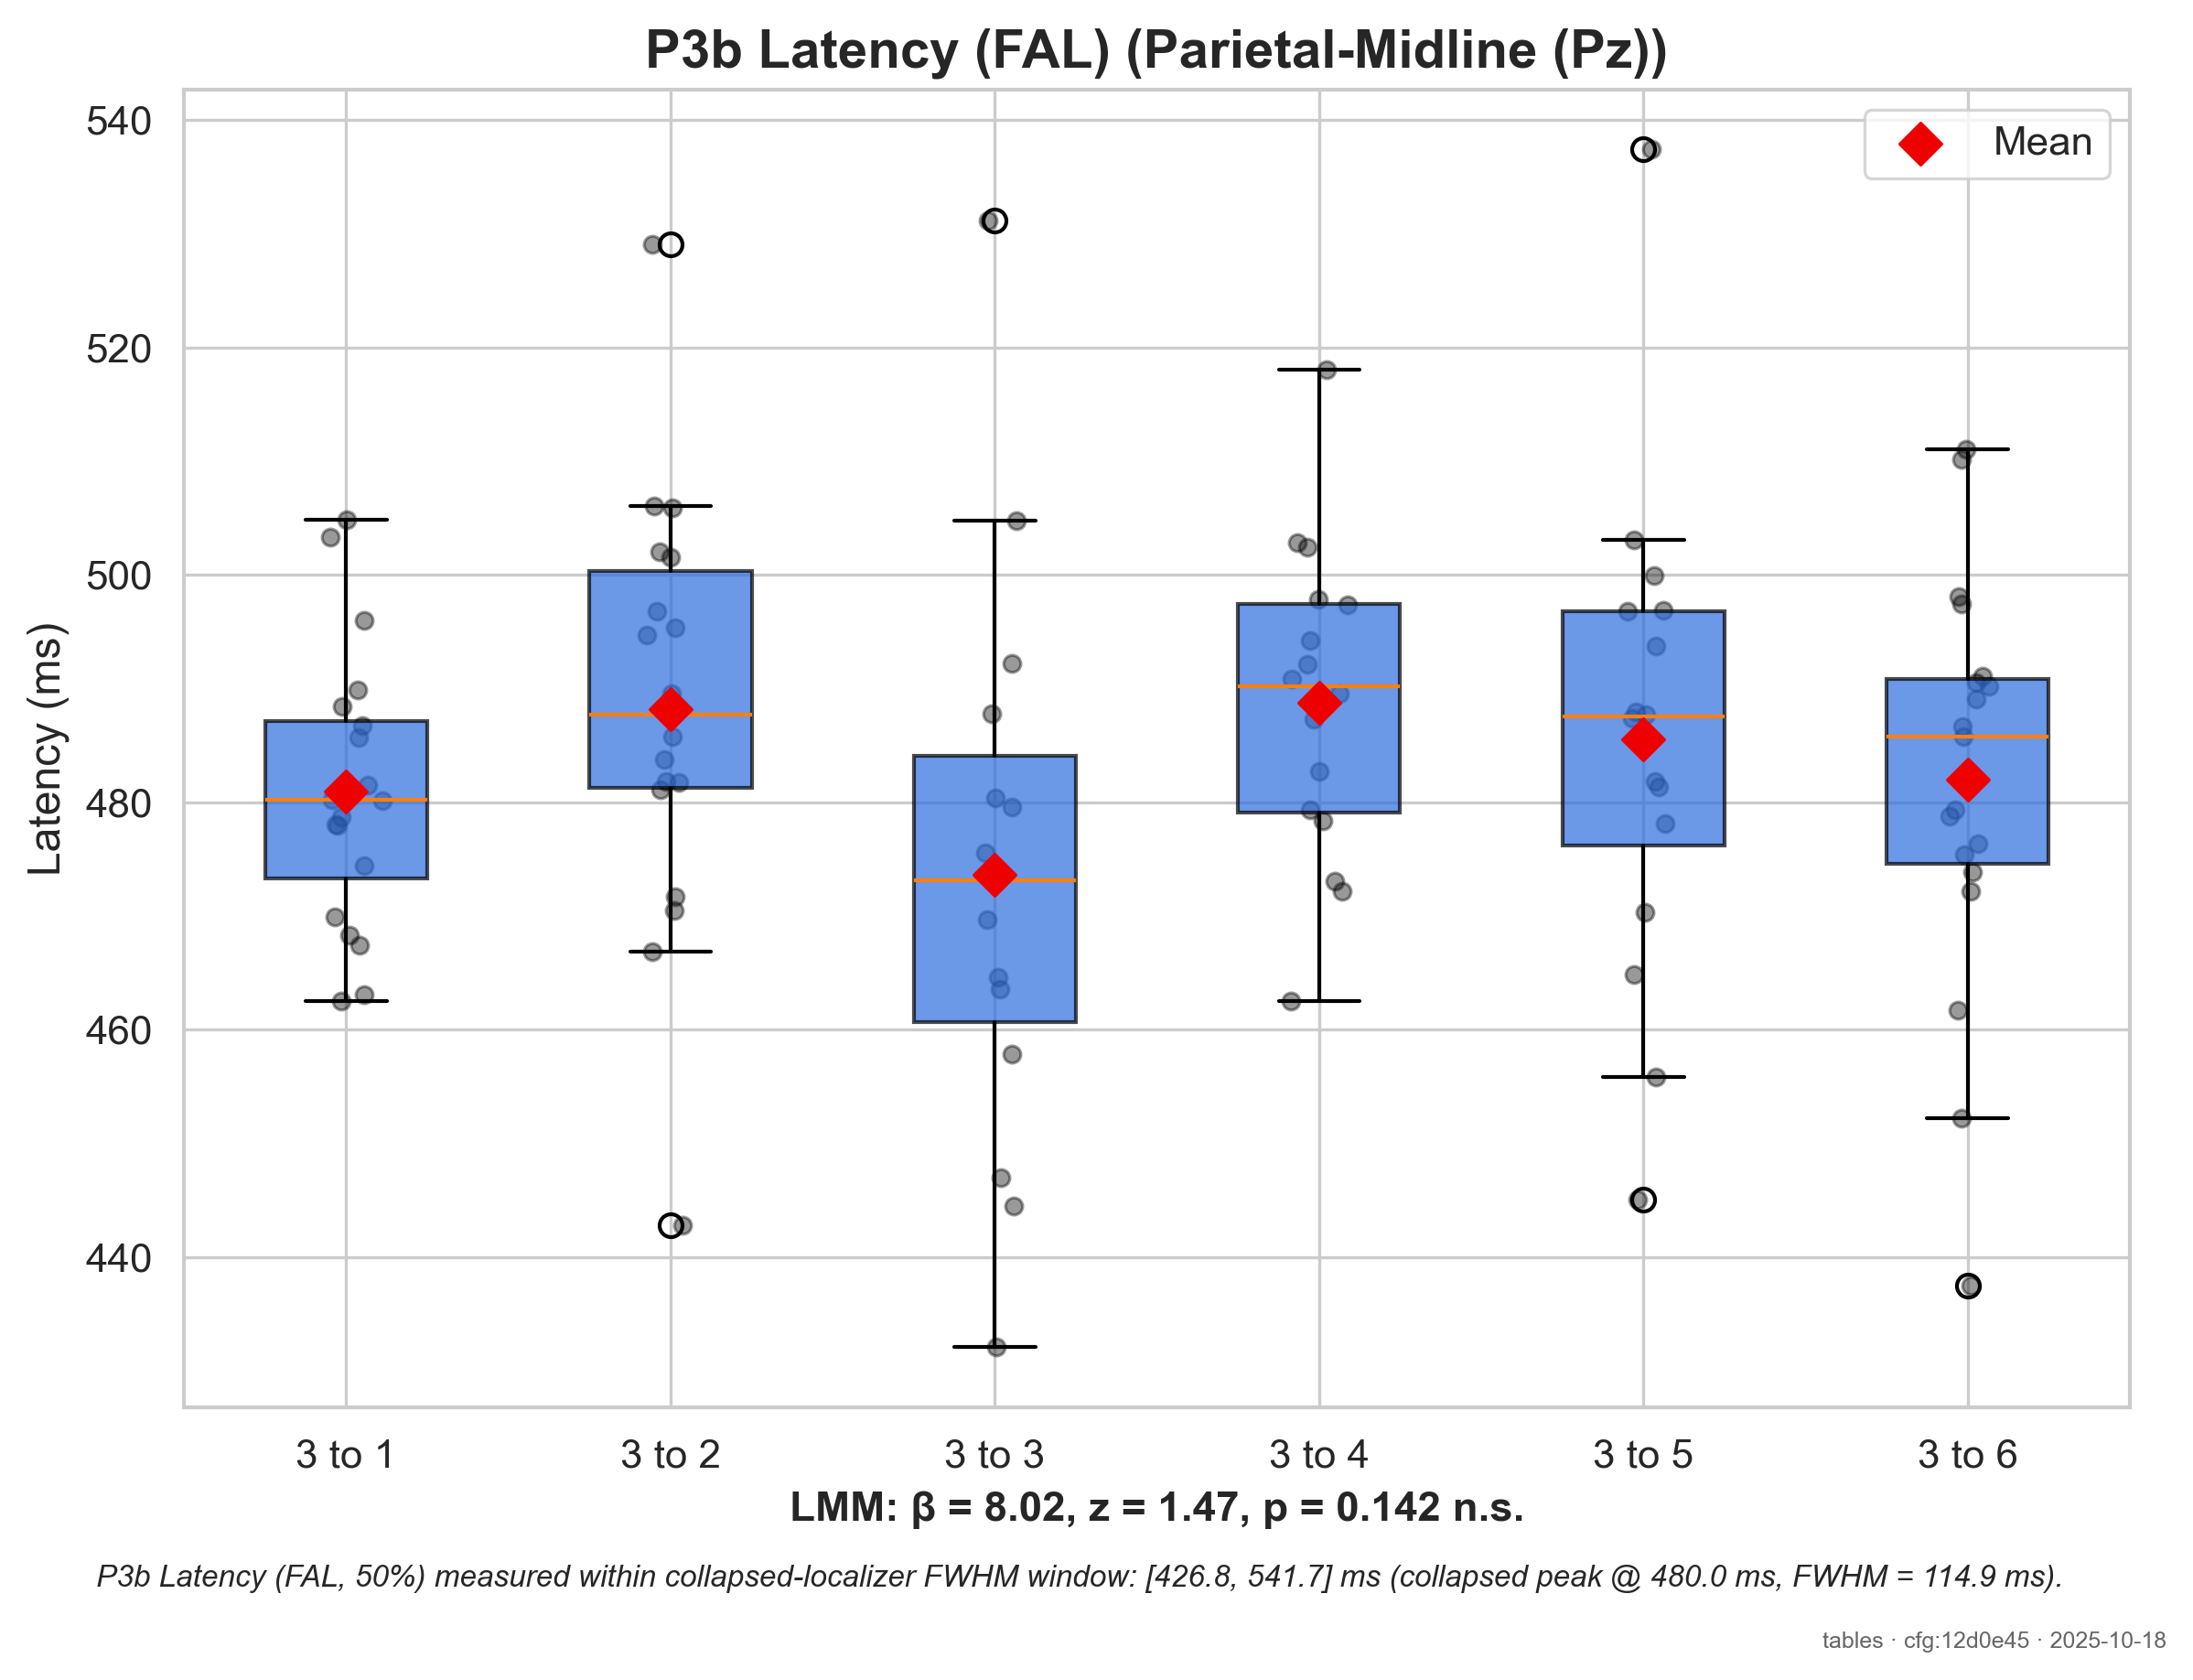 P3b Latency (FAL) (Parietal-Midline (Pz))
Mean
Latency (ms)
540
520
500
480
460
440
3 to 1 3 to 2 3 to 3 3 to 4 3 to 5 3 to 6
LMM: β = 8.02, z = 1.47, p = 0.142 n.s.
P3b Latency (FAL, 50%) measured within collapsed-localizer FWHM window: [426.8, 541.7] ms (collapsed peak @ 480.0 ms, FWHM = 114.9 ms).
tables · cfg:12d0e45 · 2025-10-18